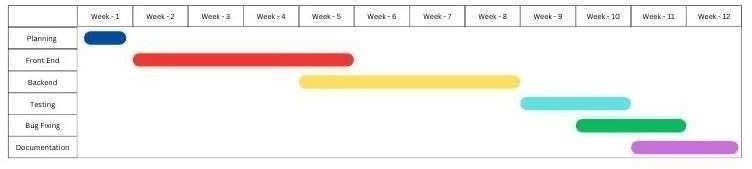 Week - 1 Week - 2 Week - 3 Week - 4 Week - 5 Week - 6 Week - 7 Week - 8 Week - 9 Week - 10 Week - 11 Week - 12
Planning
Front End
Backend
Testing
Bug Fixing
Documentation